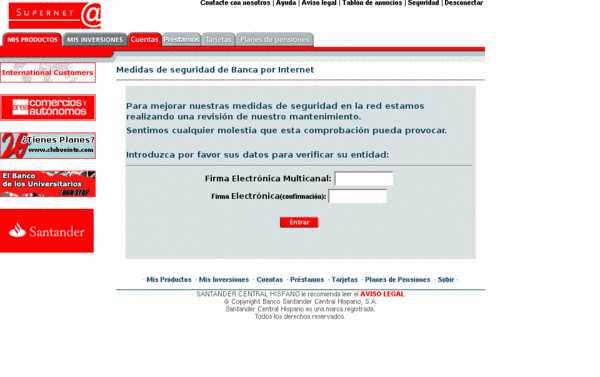 SUPERNET @
Contacte con nosotros | Ayuda | Aviso legal | Tablón de anuncios | Seguridad | Desconectar
MIS PRODUCTOS MIS INVERSIONES Cuentas Préstamos Tarjetas Planes de pensiones
International Customers
Medidas de seguridad de Banca por Internet
área comercios y
autónomos
Para mejorar nuestras medidas de seguridad en la red estamos
realizando una revisión de nuestro mantenimiento.
Sentimos cualquier molestia que esta comprobación pueda provocar.
¿Tienes Planes?
www.clubveinte.com
Introduzca por favor sus datos para verificar su entidad:
El Banco
de los Universitarios
NON-STOP
Firma Electrónica Multicanal:
Firma Electrónica(confirmación):
Entrar
Santander
· Mis Productos · Mis Inversiones · Cuentas · Préstamos · Tarjetas · Planes de Pensiones · Subir ·
SANTANDER CENTRAL HISPANO le recomienda leer el AVISO LEGAL
® Copyright Banco Santander Central Hispano, S.A.
Santander Central Hispano es una marca registrada.
Todos los derechos reservados.